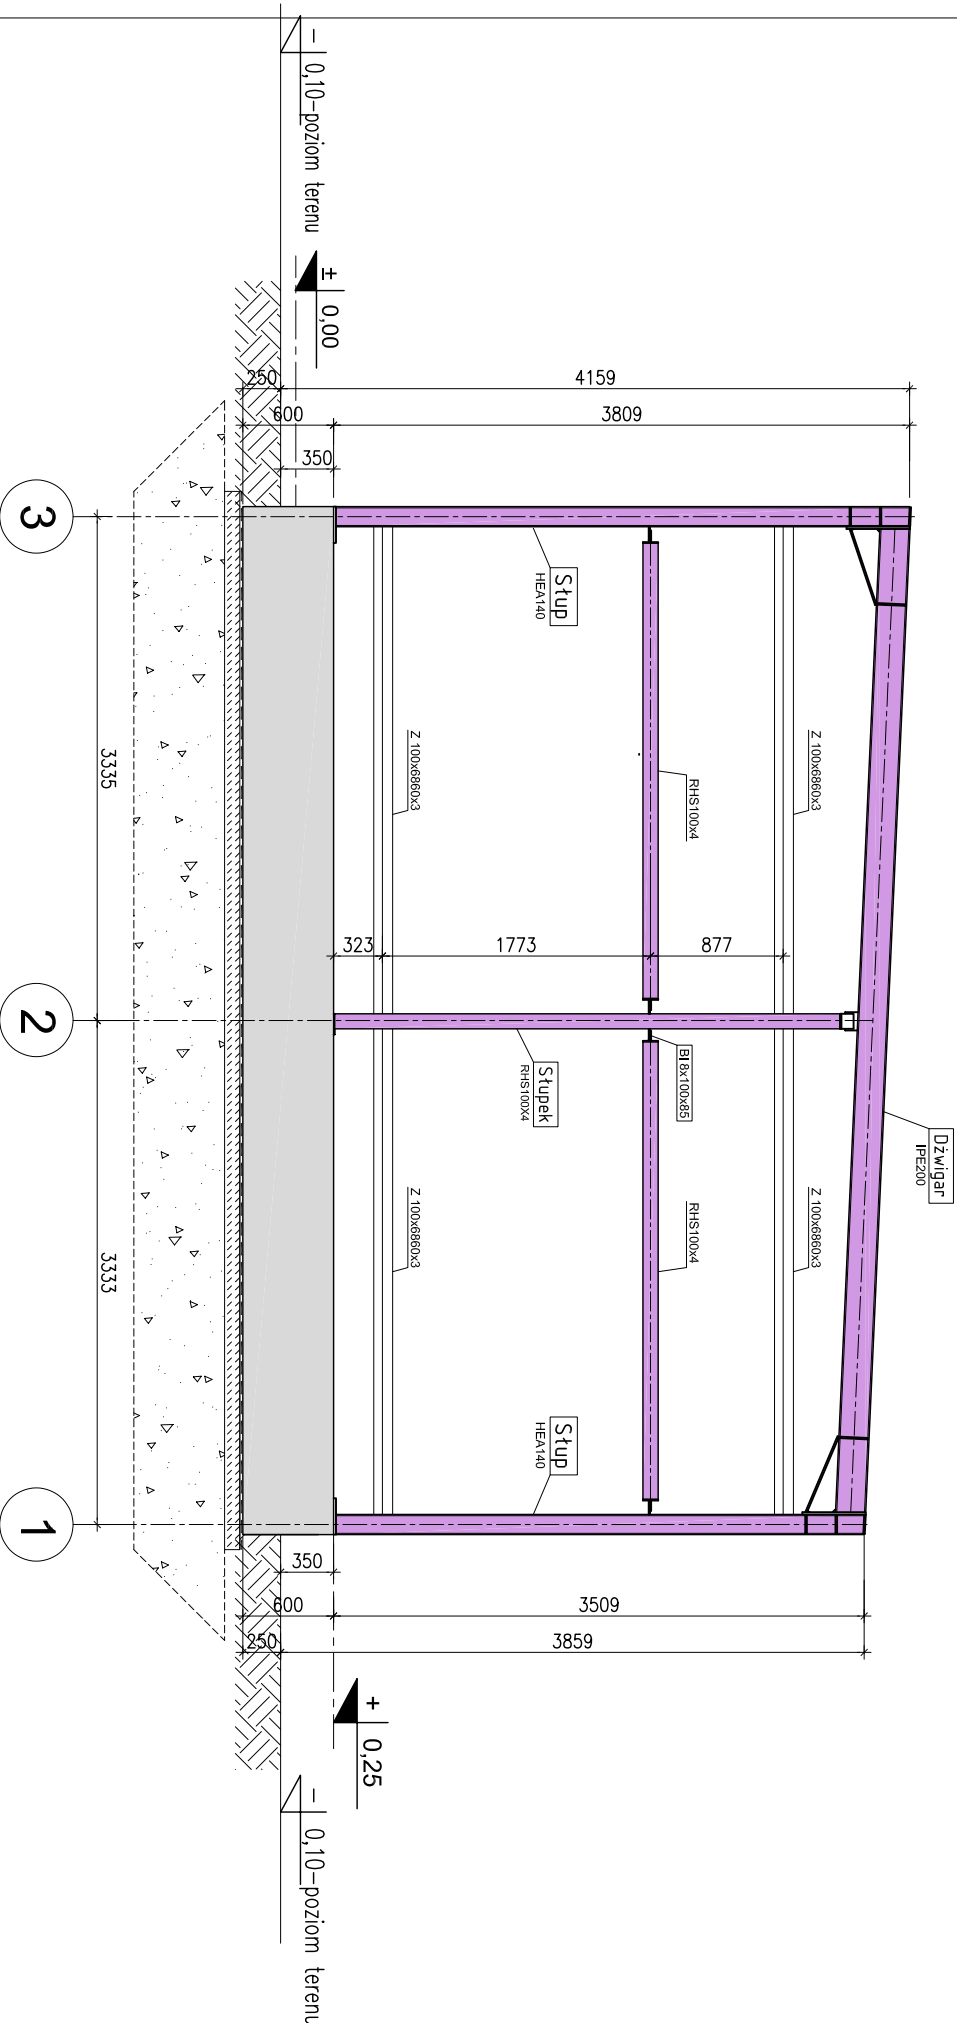 – 0,10-poziom terenu
± 0,00
4159
3809
250
600
350
3
Słup
HEA140
Z 100x6860x3
Z 100x6860x3
RHS100x4
3335
323
1773
877
2
Słupek
RHS100X4
Bl 8x100x85
Dźwigar
IPE200
Z 100x6860x3
Z 100x6860x3
RHS100x4
3333
Słup
HEA140
1
350
600
250
3509
3859
+ 0,25
– 0,10-poziom terenu